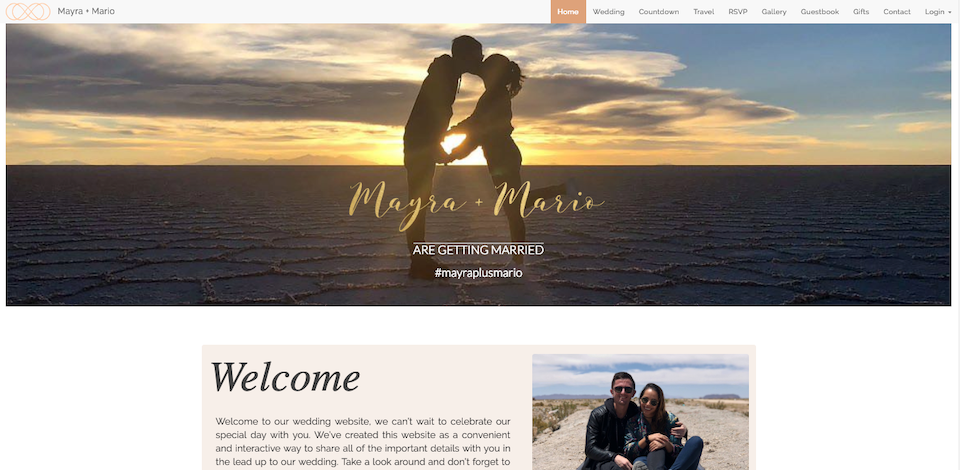 Mayra + Mario
Home Wedding Countdown Travel RSVP Gallery Guestbook Gifts Contact Login
Mayra + Mario
ARE GETTING MARRIED
#mayraplusmario
Welcome
Welcome to our wedding website, we can't wait to celebrate our
special day with you. We've created this website as a convenient
and interactive way to share all of the important details with you in
the lead up to our wedding. Take a look around and don't forget to